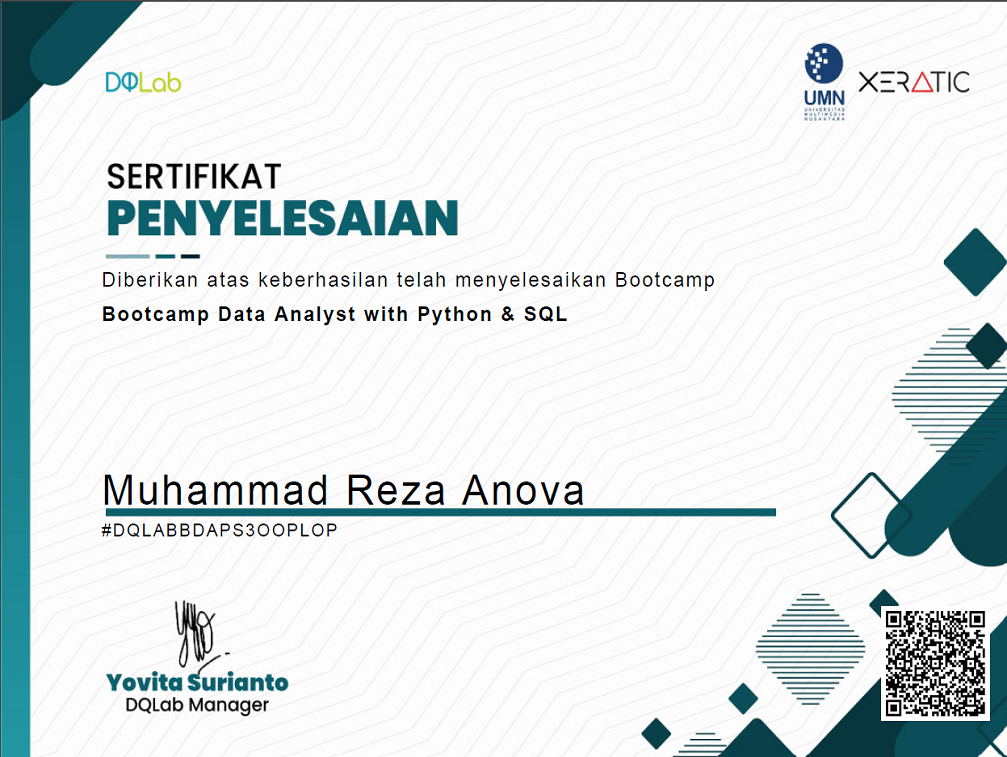 DQLab
UMN
UNIVERSITAS
MULTIMEDIA
NUSANTARA
XERATIC
SERTIFIKAT
PENYELESAIAN
Diberikan atas keberhasilan telah menyelesaikan Bootcamp
Bootcamp Data Analyst with Python & SQL
Muhammad Reza Anova
#DQLABBDAPS3OOPLOP
Yovita Surianto
DQLab Manager